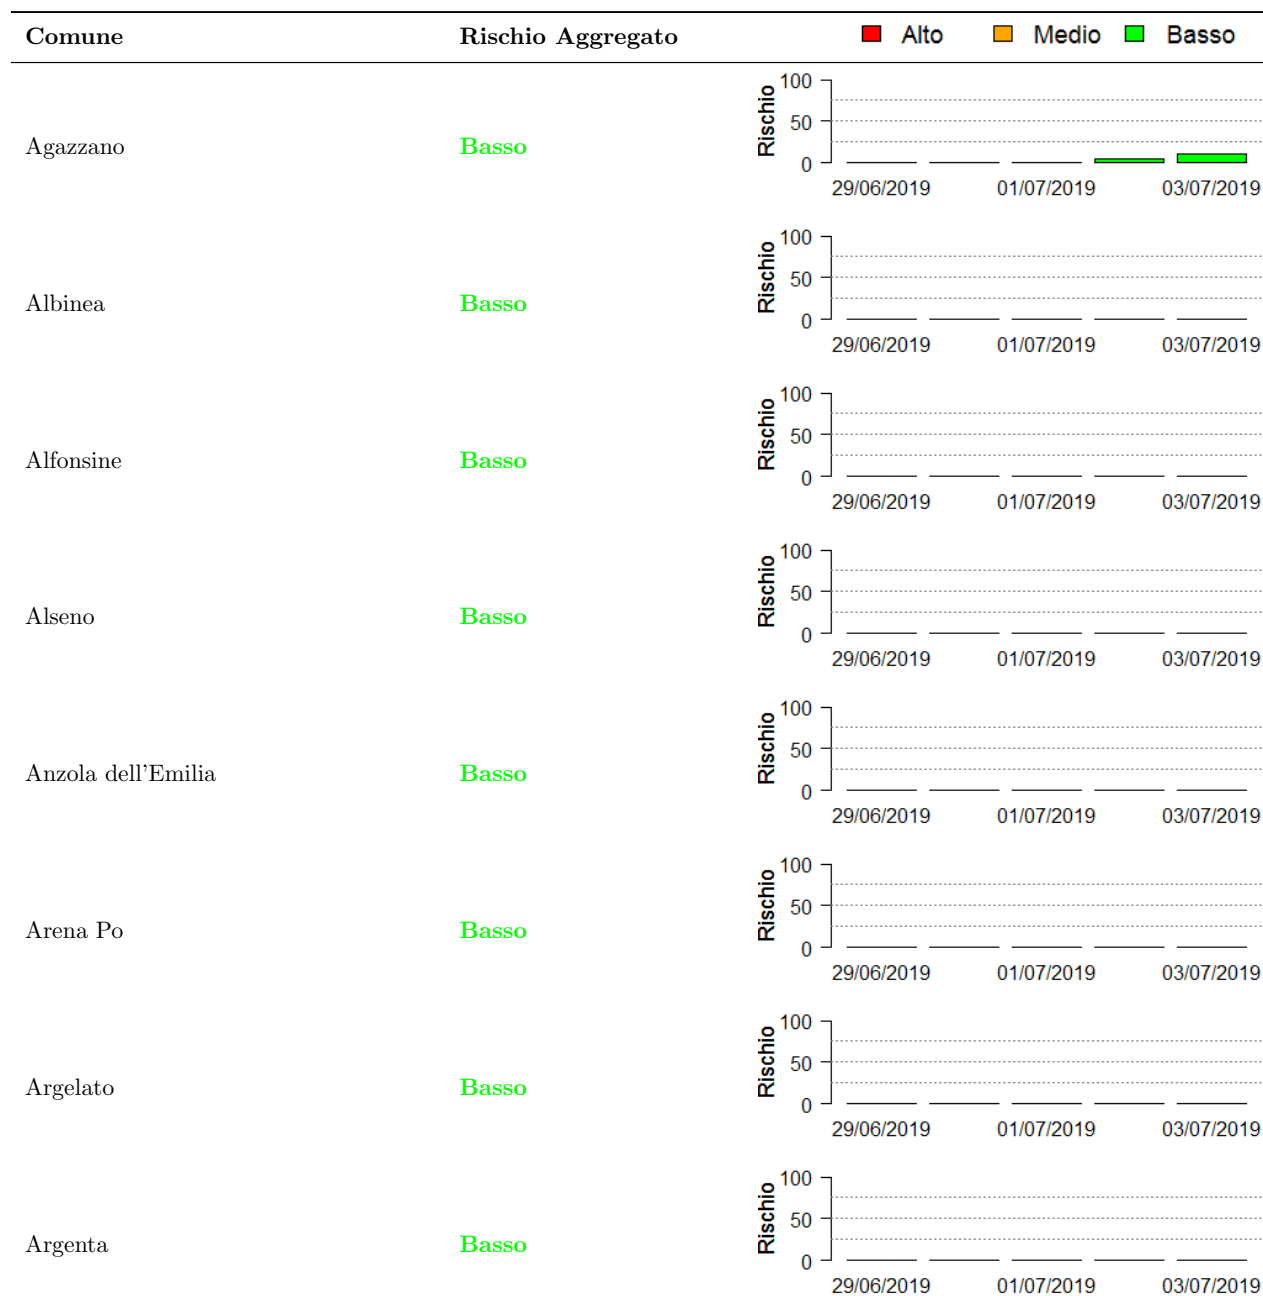 Comune Rischio Aggregato Alto Medio Basso
100
Rischio
50
Agazzano Basso
0
29/06/2019 01/07/2019 03/07/2019
100
Rischio
50
Albinea Basso
0
29/06/2019 01/07/2019 03/07/2019
100
Rischio
50
Alfonsine Basso
0
29/06/2019 01/07/2019 03/07/2019
100
Rischio
50
Alseno Basso
0
29/06/2019 01/07/2019 03/07/2019
100
Rischio
50
Anzola dell'Emilia Basso
0
29/06/2019 01/07/2019 03/07/2019
100
Rischio
50
Arena Po Basso
0
29/06/2019 01/07/2019 03/07/2019
100
Rischio
50
Argelato Basso
0
29/06/2019 01/07/2019 03/07/2019
100
Rischio
50
Argenta Basso
0
29/06/2019 01/07/2019 03/07/2019